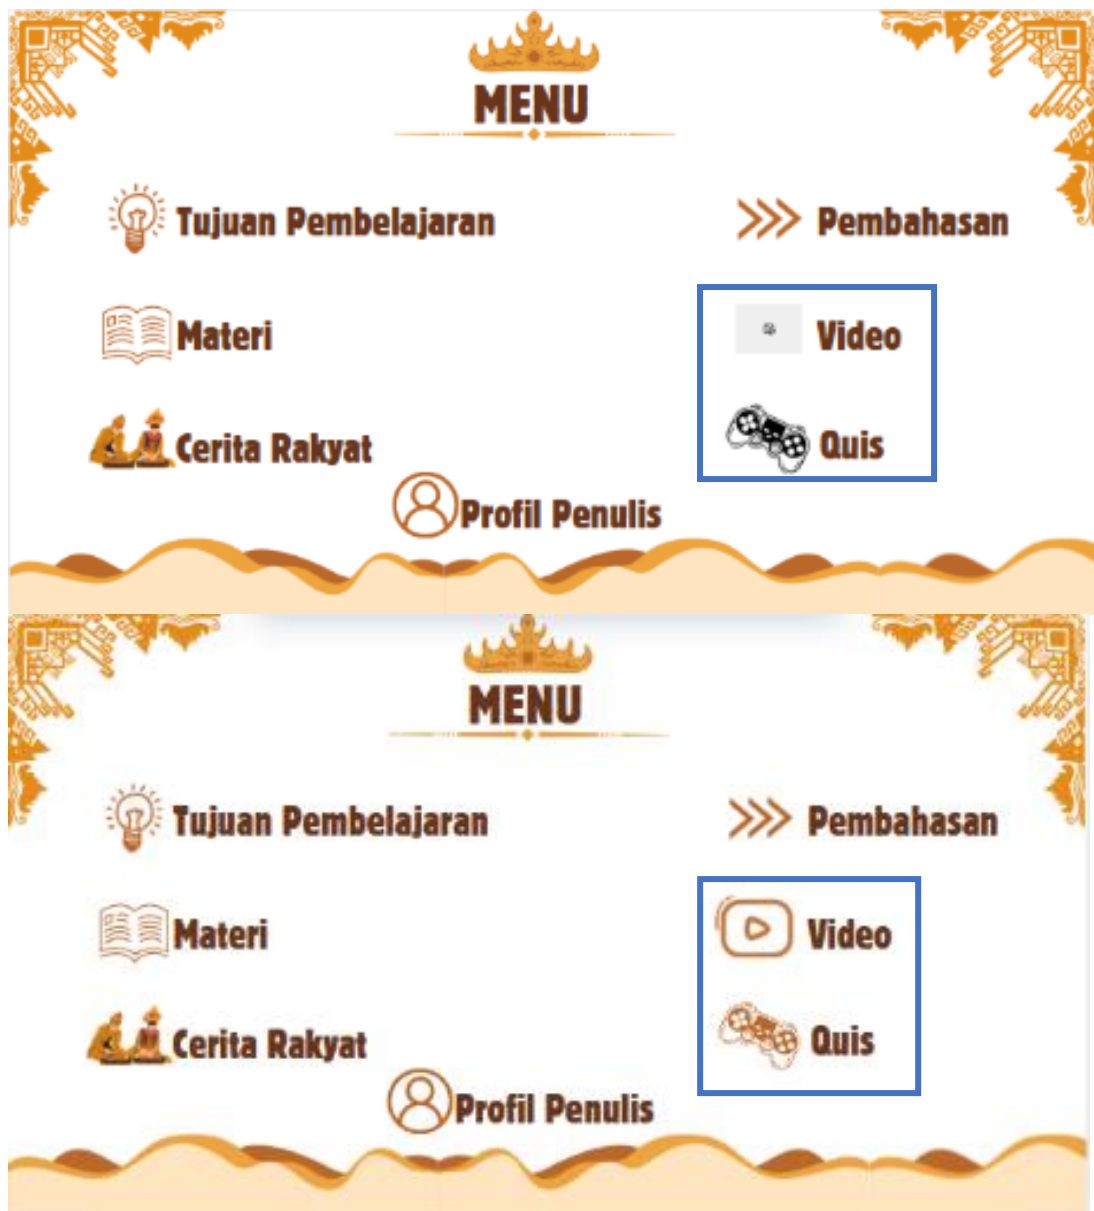 MENU
Tujuan Pembelajaran
Pembahasan
Materi
Video
Cerita Rakyat
Quis
Profil Penulis
MENU
Tujuan Pembelajaran
Pembahasan
Materi
Video
Cerita Rakyat
Quis
Profil Penulis